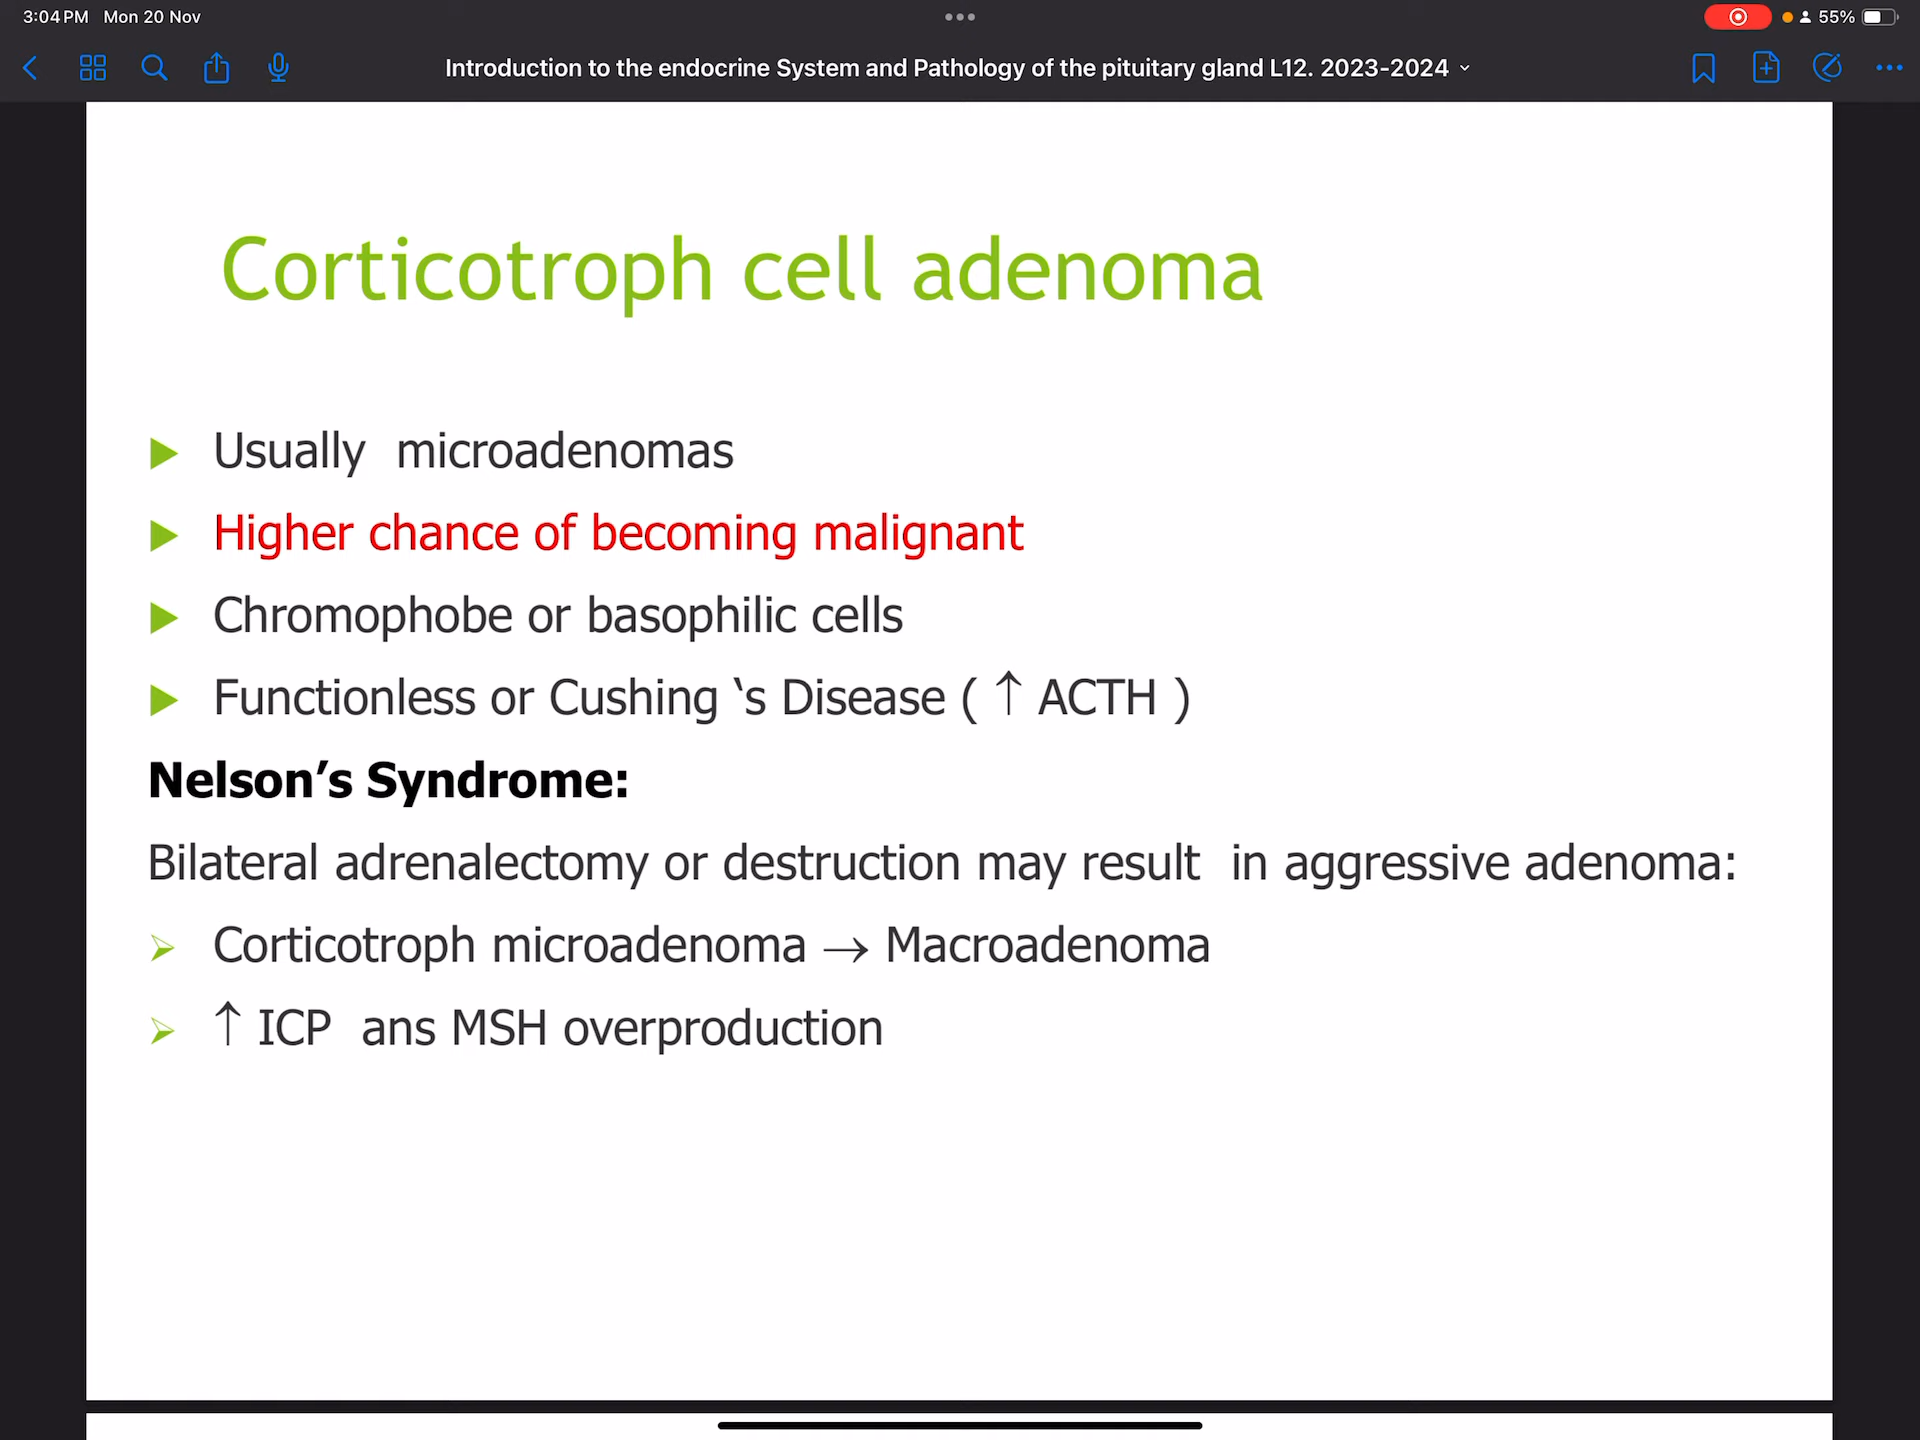 3:04 PM Mon 20 Nov
55%
Introduction to the endocrine System and Pathology of the pituitary gland L12. 2023-2024
Corticotroph cell adenoma
Usually microadenomas
Higher chance of becoming malignant
Chromophobe or basophilic cells
Functionless or Cushing ‘s Disease ( ↑ ACTH )
Nelson’s Syndrome:
Bilateral adrenalectomy or destruction may result in aggressive adenoma:
Corticotroph microadenoma → Macroadenoma
↑ ICP ans MSH overproduction